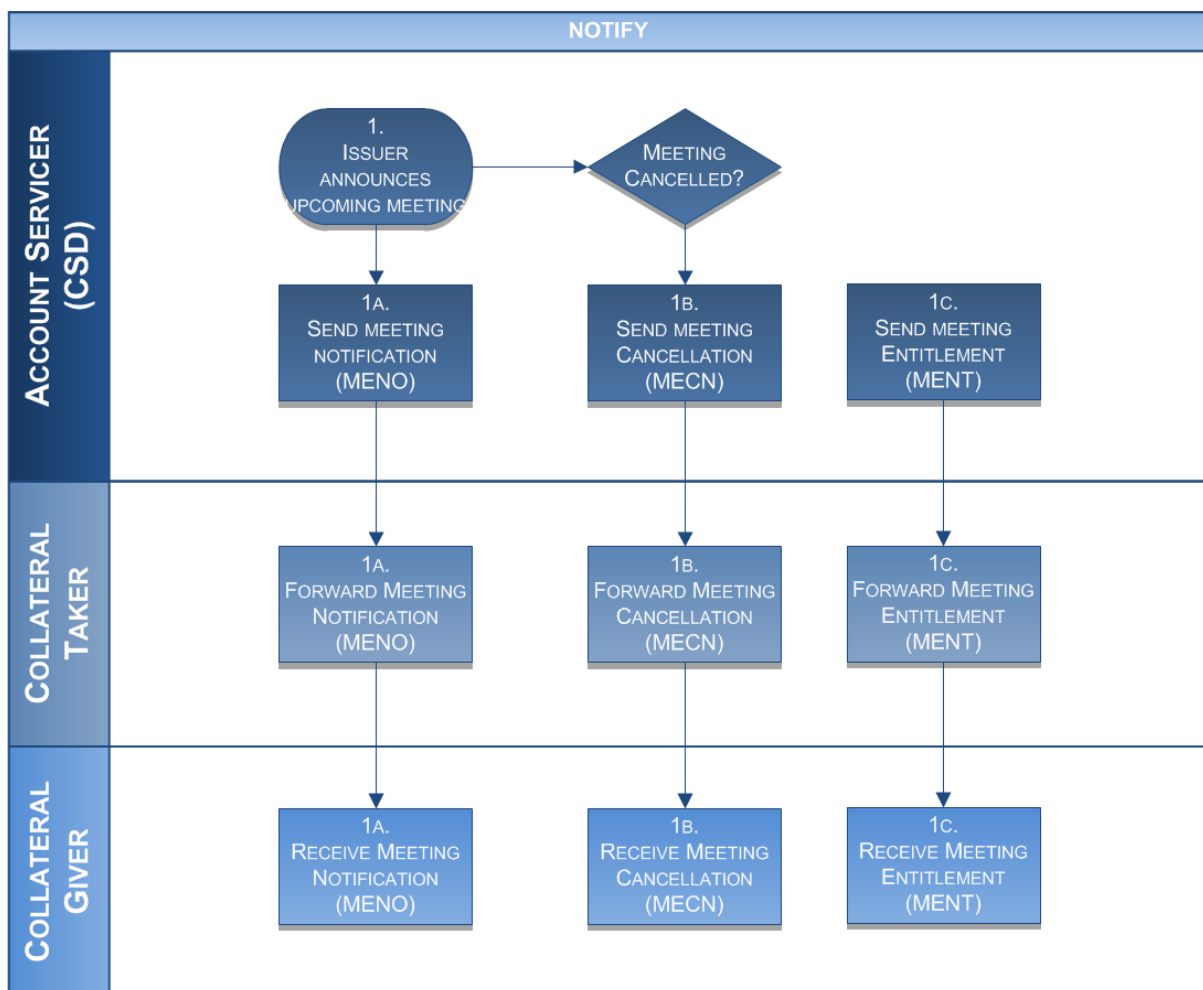 NOTIFY
ACCOUNT SERVICER
(CSD)
1.
ISSUER
ANNOUNCES
UPCOMING MEETING
MEETING
CANCELLED?
1A.
SEND MEETING
NOTIFICATION
(MENO)
1B.
SEND MEETING
CANCELLATION
(MECN)
1C.
SEND MEETING
ENTITLEMENT
(MENT)
COLLATERAL
TAKER
1A.
FORWARD MEETING
NOTIFICATION
(MENO)
1B.
FORWARD MEETING
CANCELLATION
(MECN)
1C.
FORWARD MEETING
ENTITLEMENT
(MENT)
COLLATERAL
GIVER
1A.
RECEIVE MEETING
NOTIFICATION
(MENO)
1B.
RECEIVE MEETING
CANCELLATION
(MECN)
1C.
RECEIVE MEETING
ENTITLEMENT
(MENT)